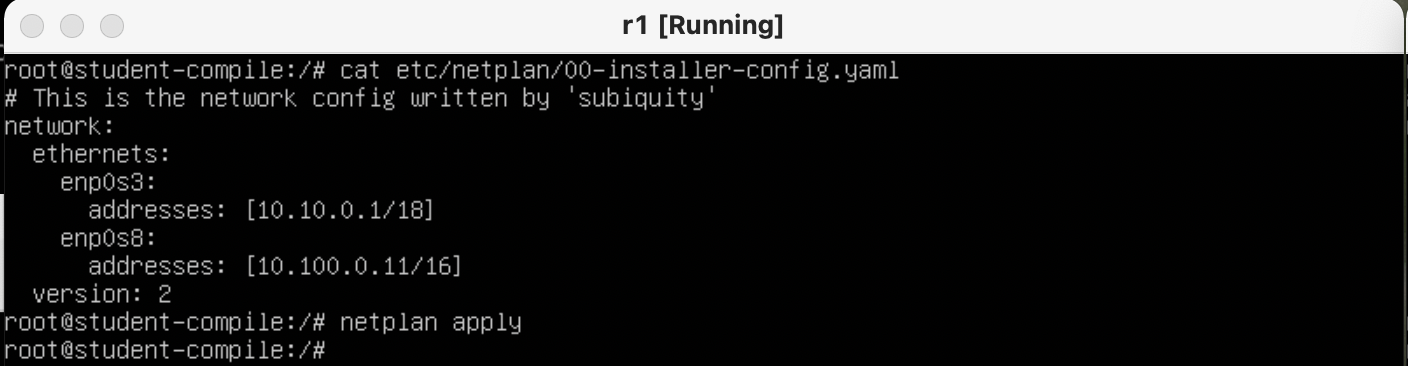 r1 [Running]
root@student-compile:/# cat etc/netplan/00-installer-config.yaml
# This is the network config written by 'subiquity'
network:
  ethernets:
    enp0s3:
      addresses: [10.10.0.1/18]
    enp0s8:
      addresses: [10.100.0.11/16]
  version: 2
root@student-compile:/# netplan apply
root@student-compile:/#